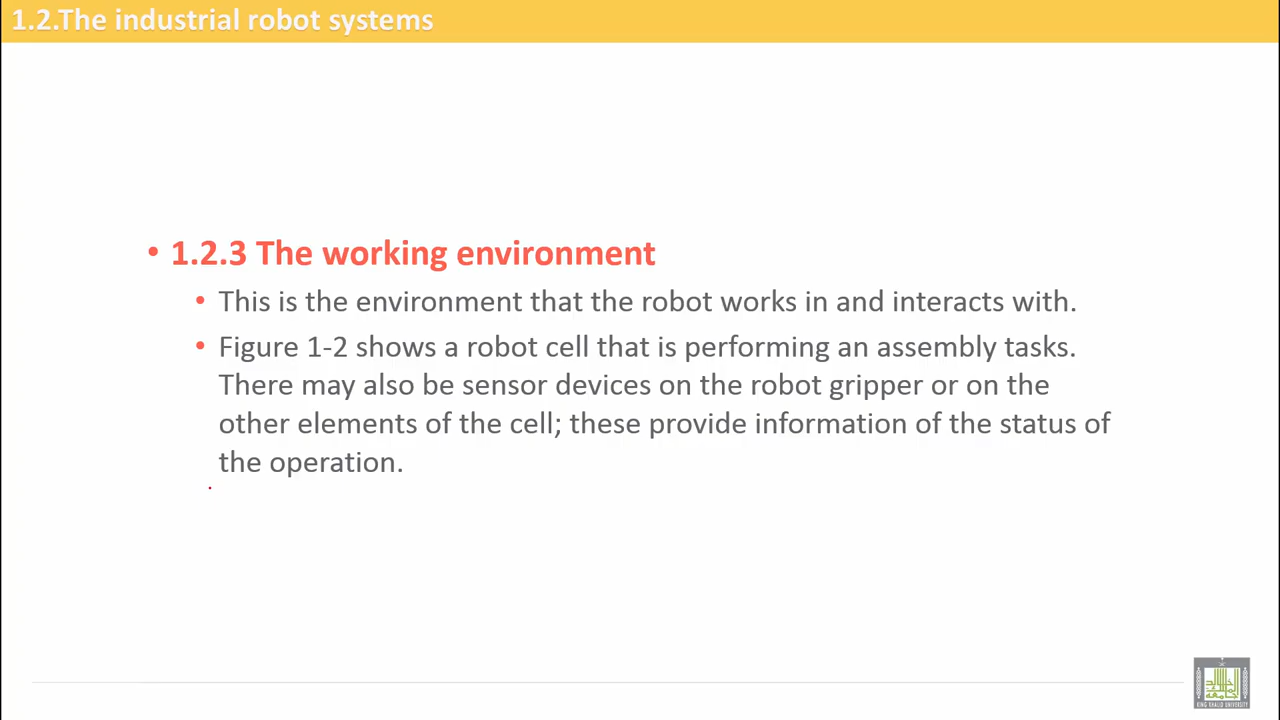 1.2.The industrial robot systems
• 1.2.3 The working environment
• This is the environment that the robot works in and interacts with.
• Figure 1-2 shows a robot cell that is performing an assembly tasks.
There may also be sensor devices on the robot gripper or on the
other elements of the cell; these provide information of the status of
the operation.
KING KHALID UNIVERSITY